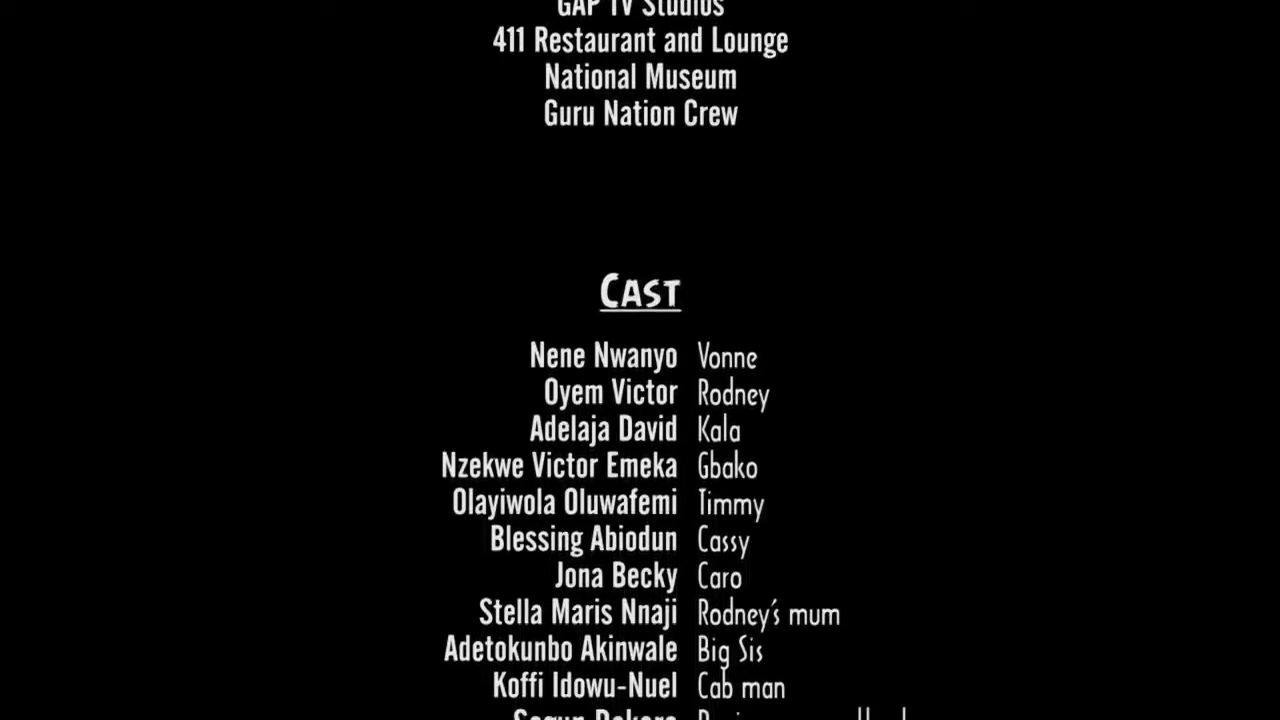 GAP TV Studios
411 Restaurant and Lounge
National Museum
Guru Nation Crew
CAST
Nene Nwanyo Vonne
Oyem Victor Rodney
Adelaja David Kala
Nzekwe Victor Emeka Gbako
Olayiwola Oluwafemi Timmy
Blessing Abiodun Cassy
Jona Becky Caro
Stella Maris Nnaji Rodney's mum
Adetokunbo Akinwale Big Sis
Koffi Idowu-Nuel Cab man